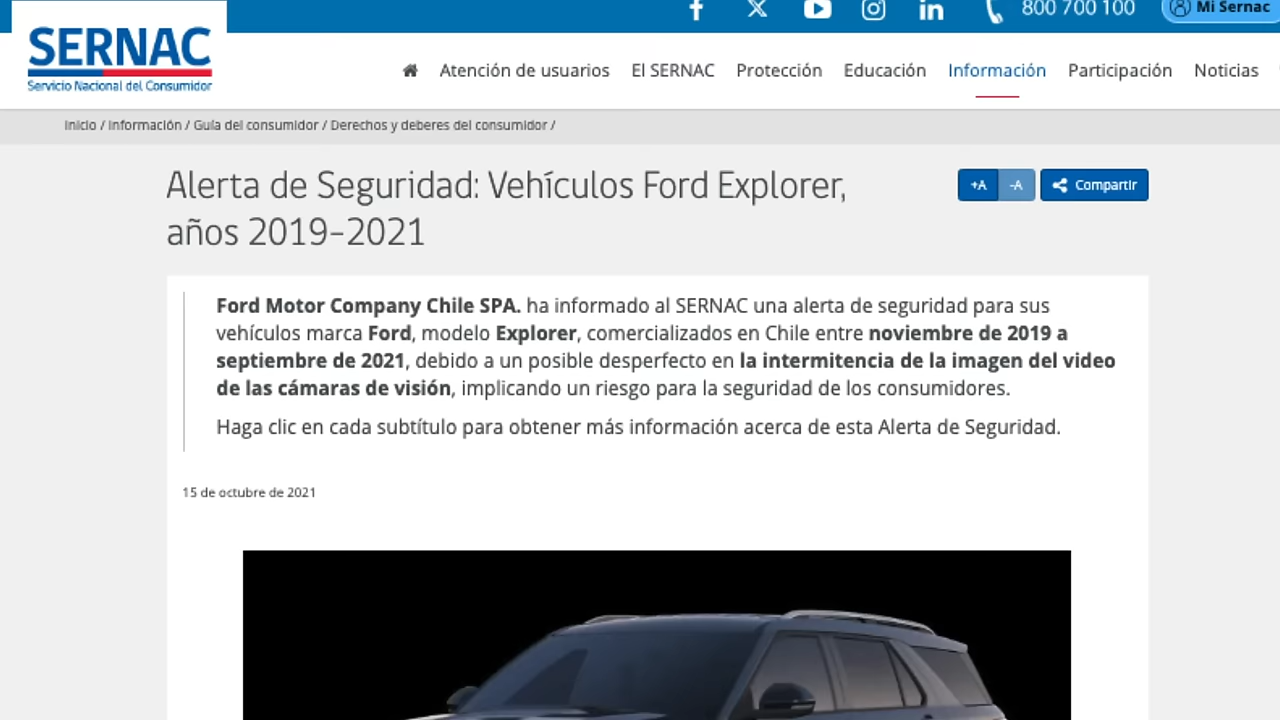 800 700 100
Mi Sernac
SERNAC
Servicio Nacional del Consumidor
Atención de usuarios El SERNAC Protección Educación Información Participación Noticias
Inicio / Información / Guía del consumidor / Derechos y deberes del consumidor /
Alerta de Seguridad: Vehículos Ford Explorer,
años 2019-2021
+A -A Compartir
Ford Motor Company Chile SPA. ha informado al SERNAC una alerta de seguridad para sus
vehículos marca Ford, modelo Explorer, comercializados en Chile entre noviembre de 2019 a
septiembre de 2021, debido a un posible desperfecto en la intermitencia de la imagen del video
de las cámaras de visión, implicando un riesgo para la seguridad de los consumidores.
Haga clic en cada subtítulo para obtener más información acerca de esta Alerta de Seguridad.
15 de octubre de 2021